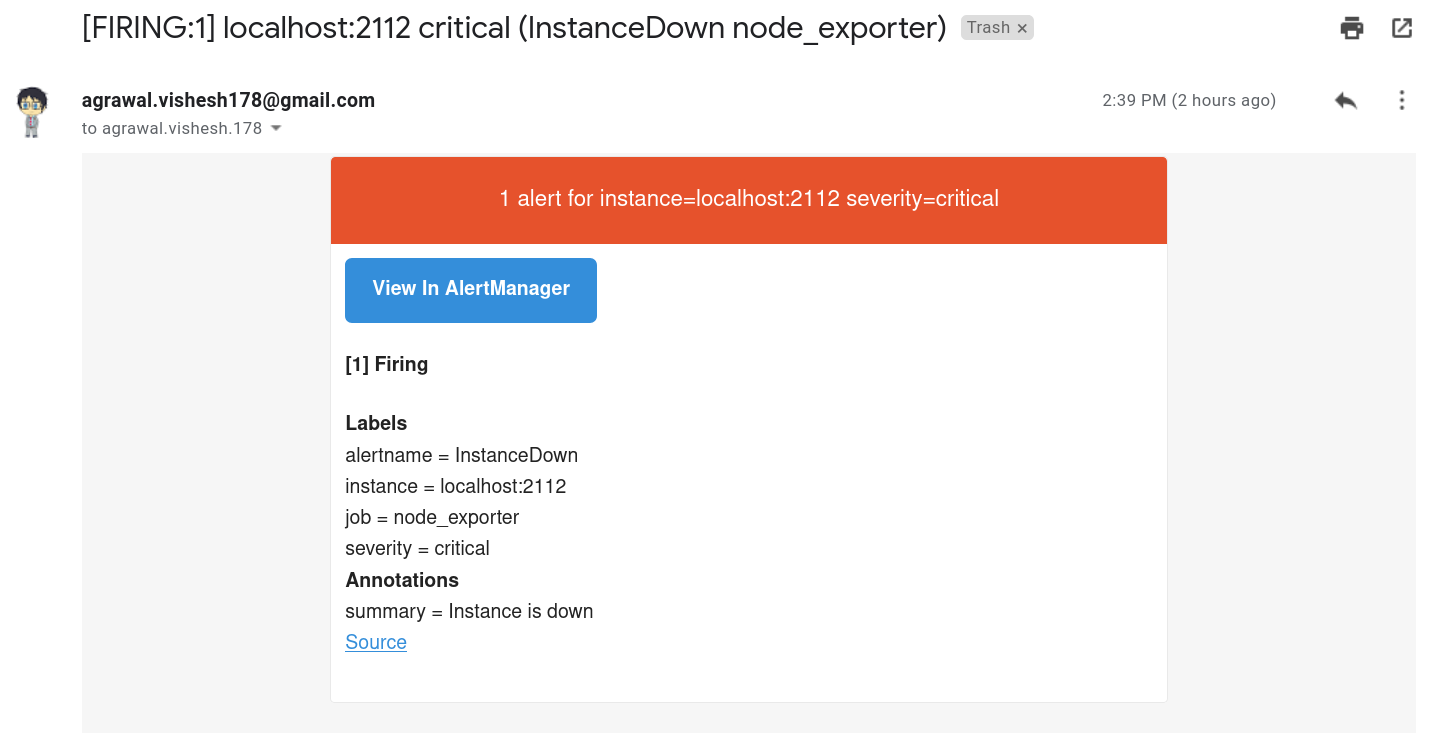 [FIRING:1] localhost:2112 critical (InstanceDown node_exporter) Trash ×
agrawal.vishesh178@gmail.com 2:39 PM (2 hours ago)
to agrawal.vishesh.178
1 alert for instance=localhost:2112 severity=critical
View In AlertManager
[1] Firing
Labels
alertname = InstanceDown
instance = localhost:2112
job = node_exporter
severity = critical
Annotations
summary = Instance is down
Source